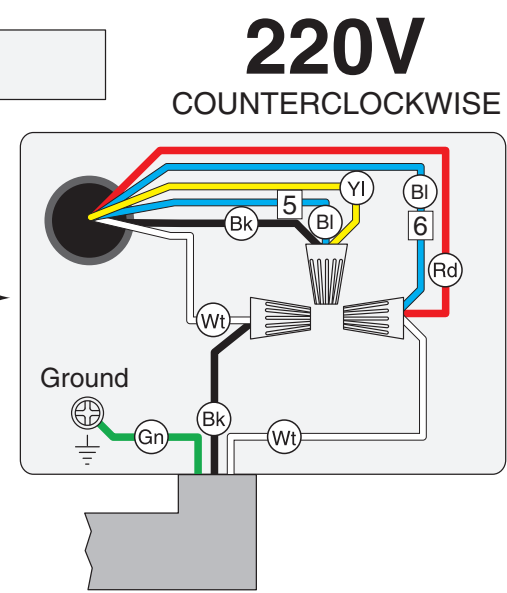 220V
COUNTERCLOCKWISE
Yl
Bl
5
Bk
Bl
6
Rd
Wt
Ground
Bk
Gn
Wt